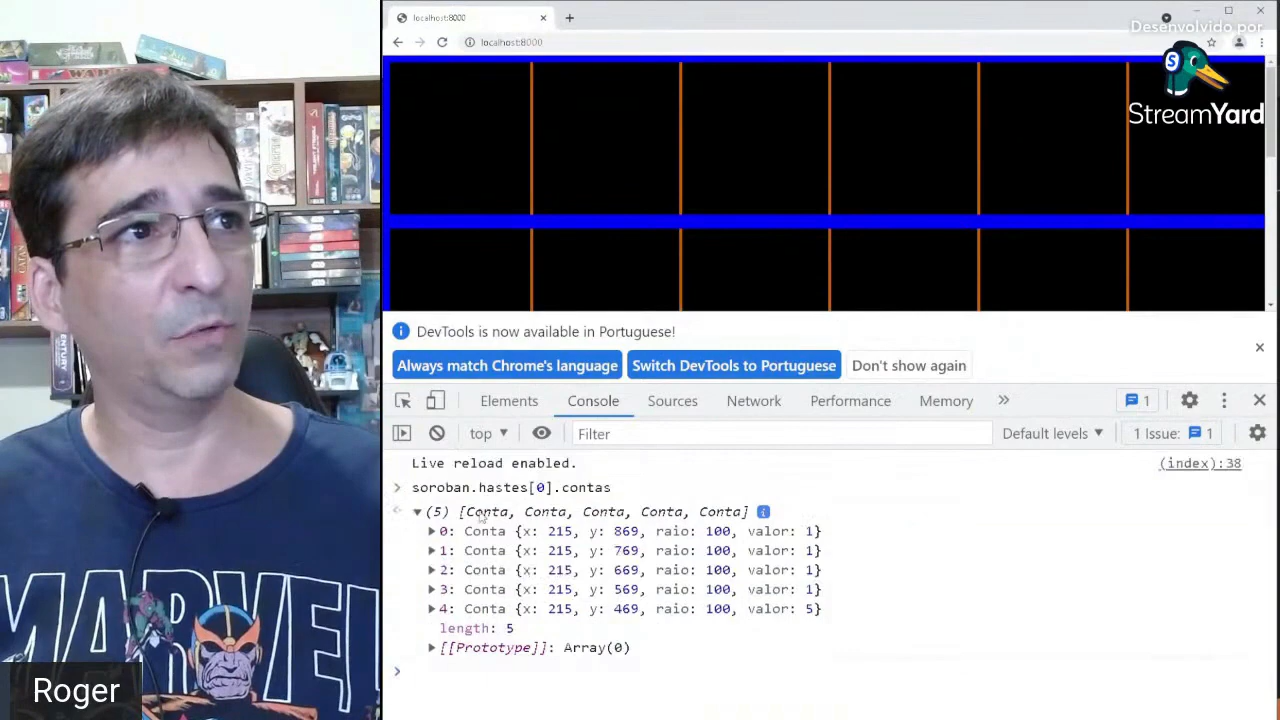 localhost:8000
localhost:8000
Desenvolvido por
StreamYard
DevTools is now available in Portuguese!
Always match Chrome's language
Switch DevTools to Portuguese
Don't show again
Elements
Console
Sources
Network
Performance
Memory
1
top
Filter
Default levels
1 Issue: 1
Live reload enabled.
(index):38
soroban.hastes[0].contas
(5) [Conta, Conta, Conta, Conta, Conta]
0: Conta {x: 215, y: 869, raio: 100, valor: 1}
1: Conta {x: 215, y: 769, raio: 100, valor: 1}
2: Conta {x: 215, y: 669, raio: 100, valor: 1}
3: Conta {x: 215, y: 569, raio: 100, valor: 1}
4: Conta {x: 215, y: 469, raio: 100, valor: 5}
length: 5
[[Prototype]]: Array(0)
CATAN
CENTURY
MARVEL
Roger